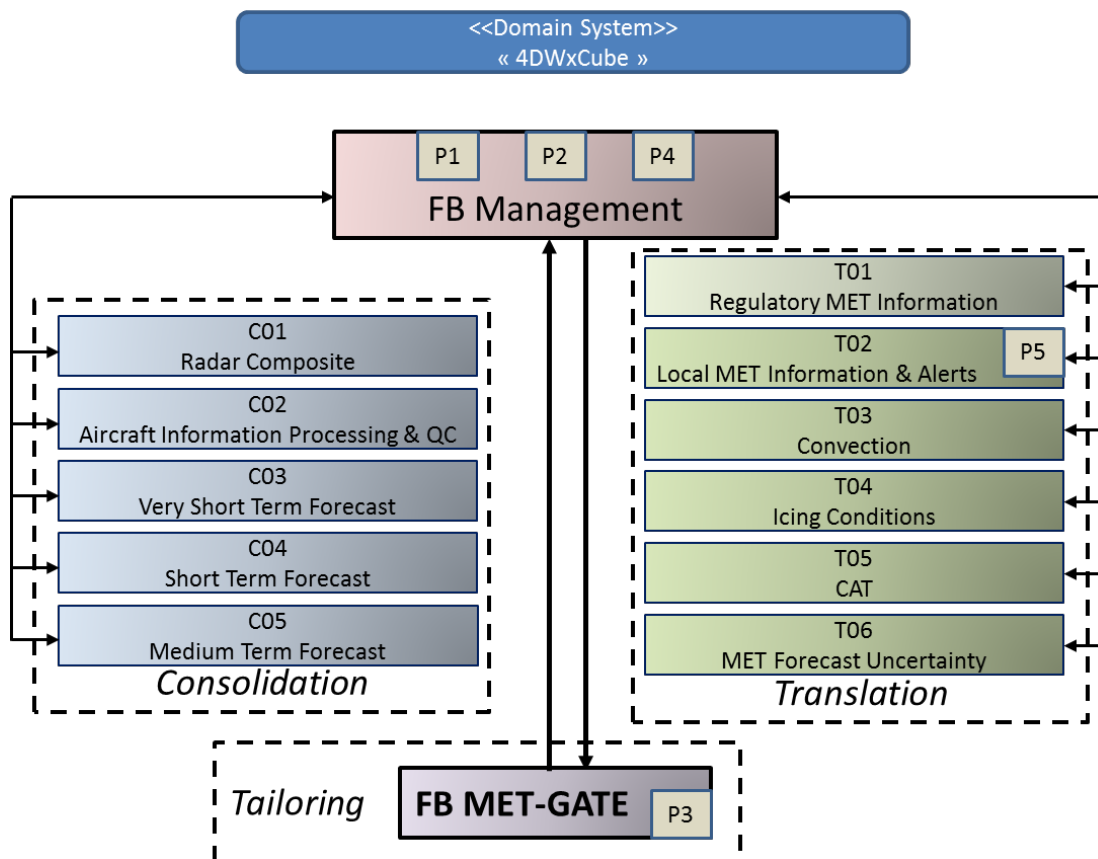 <<Domain System>>
« 4DWxCube »
P1
P2
P4
FB Management
C01
Radar Composite
C02
Aircraft Information Processing & QC
C03
Very Short Term Forecast
C04
Short Term Forecast
C05
Medium Term Forecast
Consolidation
T01
Regulatory MET Information
T02
Local MET Information & Alerts
P5
T03
Convection
T04
Icing Conditions
T05
CAT
T06
MET Forecast Uncertainty
Translation
Tailoring
FB MET-GATE
P3